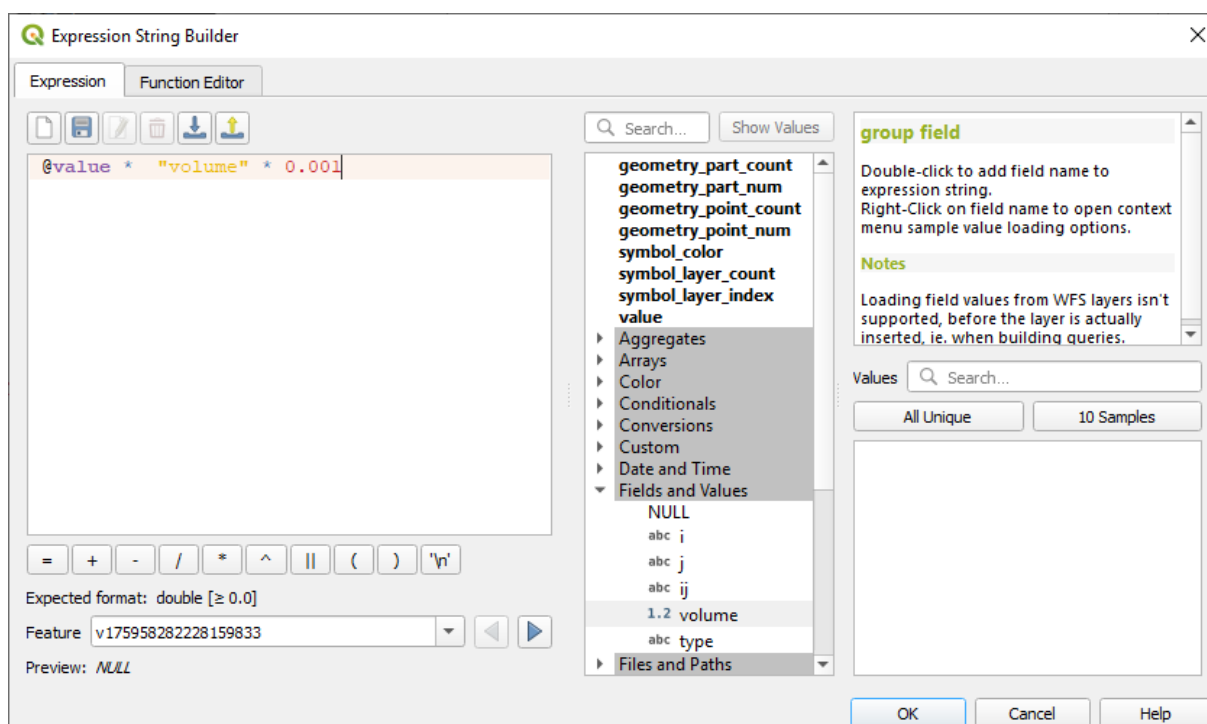 Expression String Builder
Expression
Function Editor
@value * "volume" * 0.001
= + - / * ^ || ( ) '\n'
Expected format: double [≥ 0.0]
Feature v175958282228159833
Preview: NULL
Search...
Show Values
geometry_part_count
geometry_part_num
geometry_point_count
geometry_point_num
symbol_color
symbol_layer_count
symbol_layer_index
value
Aggregates
Arrays
Color
Conditionals
Conversions
Custom
Date and Time
Fields and Values
NULL
abc i
abc j
abc ij
1.2 volume
abc type
Files and Paths
group field
Double-click to add field name to
expression string.
Right-Click on field name to open context
menu sample value loading options.
Notes
Loading field values from WFS layers isn't
supported, before the layer is actually
inserted, ie. when building queries.
Values Search...
All Unique
10 Samples
OK
Cancel
Help